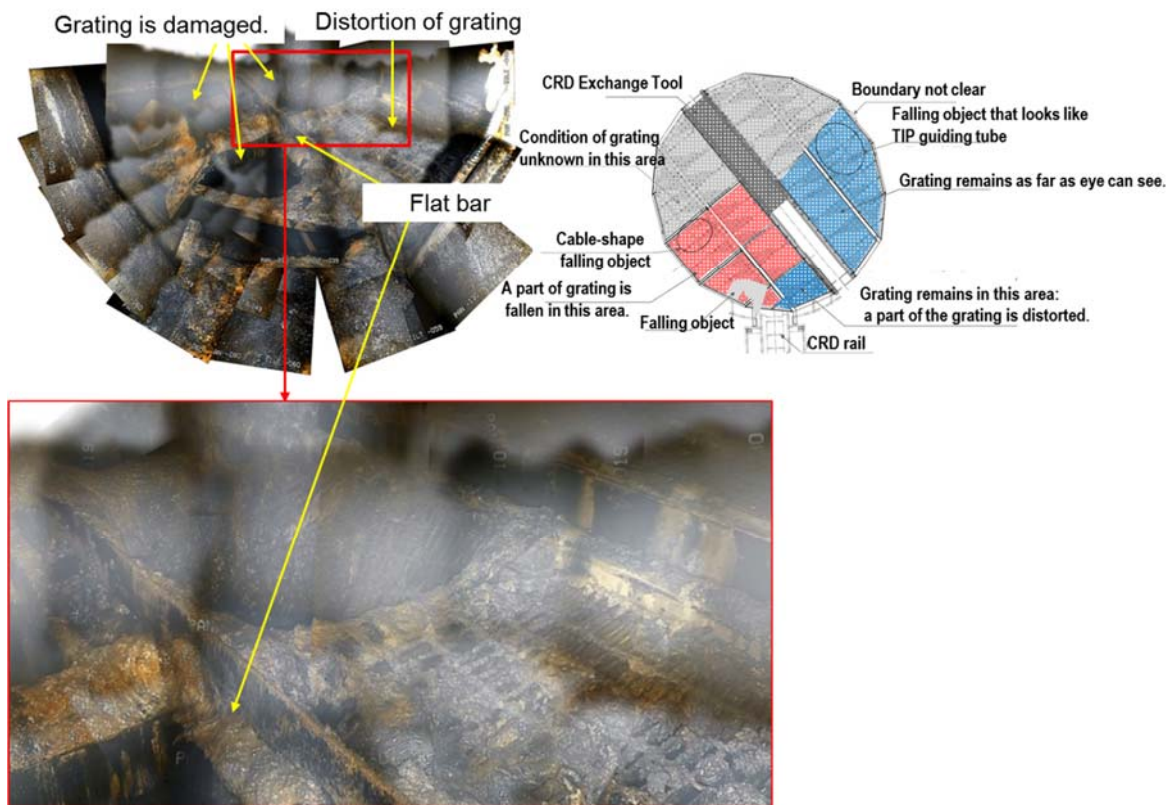 Grating is damaged.
Distortion of grating
Flat bar
CRD Exchange Tool
Boundary not clear
Falling object that looks like
TIP guiding tube
Condition of grating
unknown in this area
Grating remains as far as eye can see.
Cable-shape
falling object
A part of grating is
fallen in this area.
Falling object
Grating remains in this area:
a part of the grating is distorted.
CRD rail